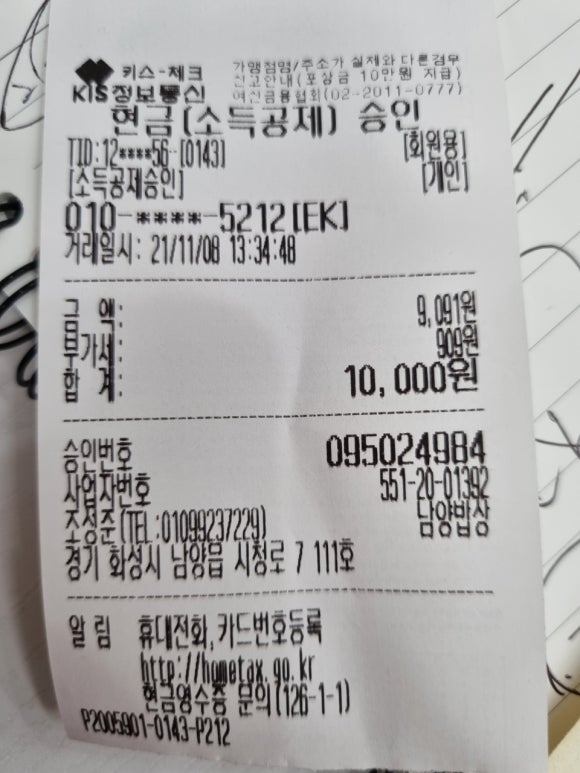 키스-체크
KIS정보통신
가맹점명/주소가 실제와 다른경우
신고안내(포상금 10만원 지급)
여신금융협회(02-2011-0777)
현금(소득공제) 승인
TID:12****56-[0143] [회원용]
[소득공제승인] [개인]
010-****-5212[EK]
거래일시: 21/11/08 13:34:48
금 액: 9,091원
부가세: 909원
합 계: 10,000원
승인번호 095024984
사업자번호 551-20-01392
조성준(TEL:01099237229) 남양밥상
경기 화성시 남양읍 시청로 7 111호
알 림 휴대전화,카드번호등록
http://hometax.go.kr
현금영수증 문의(126-1-1)
P2005901-0143-P212